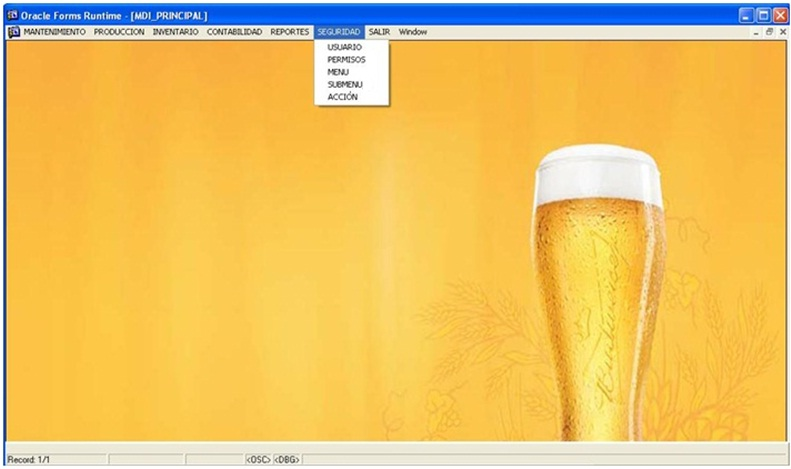 Oracle Forms Runtime - [MDI_PRINCIPAL]
MANTENIMIENTO PRODUCCION INVENTARIO CONTABILIDAD REPORTES SEGURIDAD SALIR Window
USUARIO
PERMISOS
MENU
SUBMENU
ACCIÓN
Budweiser
Record: 1/1 <OSC> <DBG>